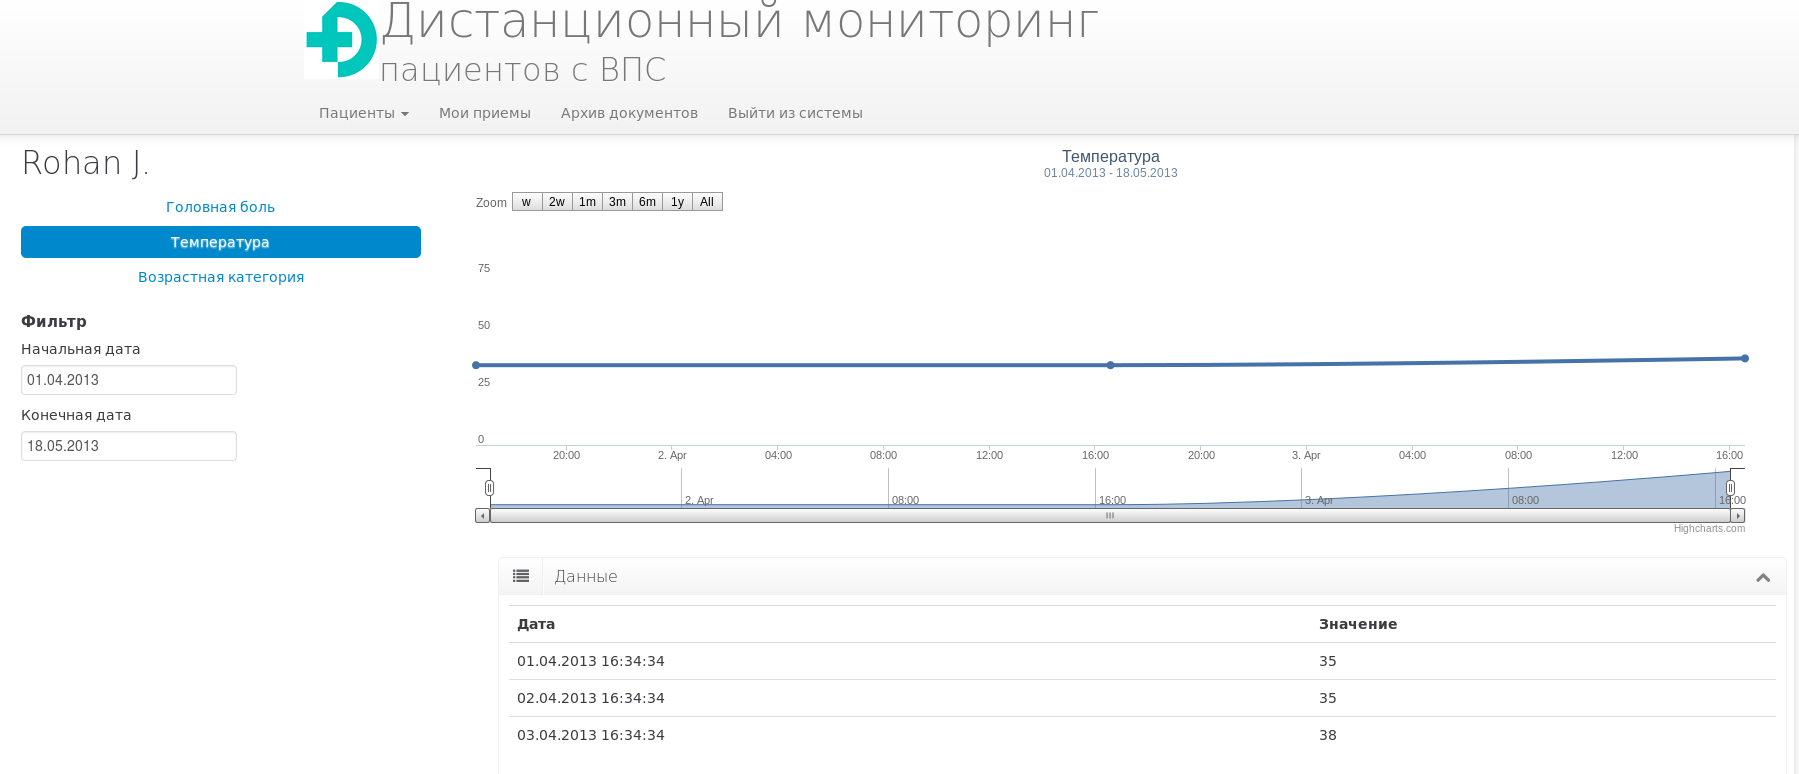 Дистанционный мониторинг
пациентов с ВПС
Пациенты Мои приемы Архив документов Выйти из системы
Rohan J.
Головная боль
Температура
Возрастная категория
Фильтр
Начальная дата
01.04.2013
Конечная дата
18.05.2013
Температура
01.04.2013 - 18.05.2013
Zoom w 2w 1m 3m 6m 1y All
75
50
25
0
20:00 2. Apr 04:00 08:00 12:00 16:00 20:00 3. Apr 04:00 08:00 12:00 16:00
2. Apr 08:00 16:00 3. Apr 08:00 16:00
Highcharts.com
Данные
Дата Значение
01.04.2013 16:34:34 35
02.04.2013 16:34:34 35
03.04.2013 16:34:34 38